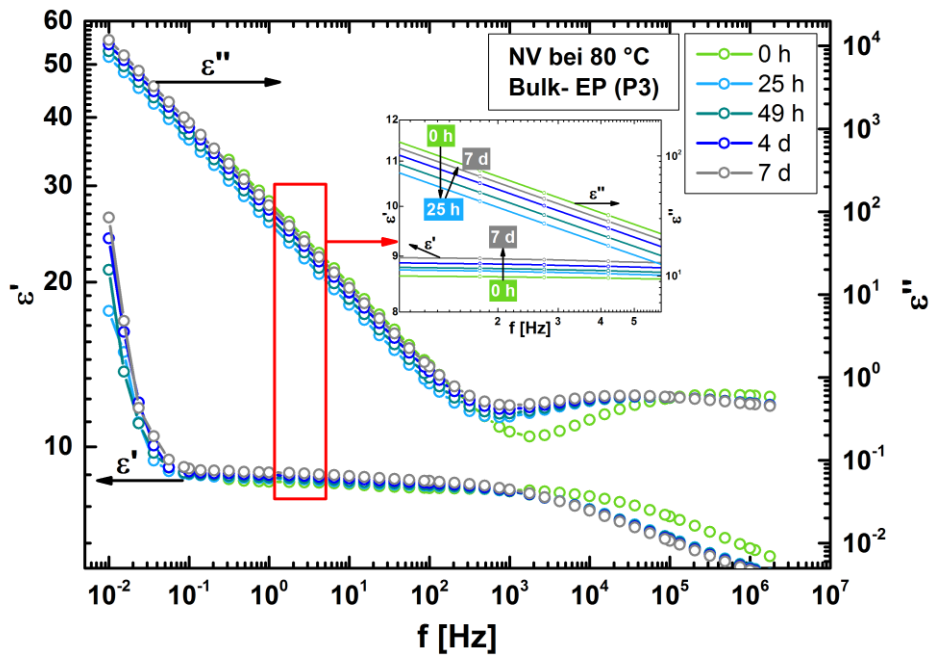 60
50
40
30
20
10
ε'
ε'
ε''
NV bei 80 °C
Bulk- EP (P3)
0 h
25 h
49 h
4 d
7 d
10⁴
10³
10²
10¹
10⁰
10⁻¹
10⁻²
ε''
12
11
10
9
8
ε'
0 h
7 d
25 h
ε''
ε'
7 d
0 h
10²
10¹
ε''
2
3
4
5
f [Hz]
10⁻² 10⁻¹ 10⁰ 10¹ 10² 10³ 10⁴ 10⁵ 10⁶ 10⁷
f [Hz]